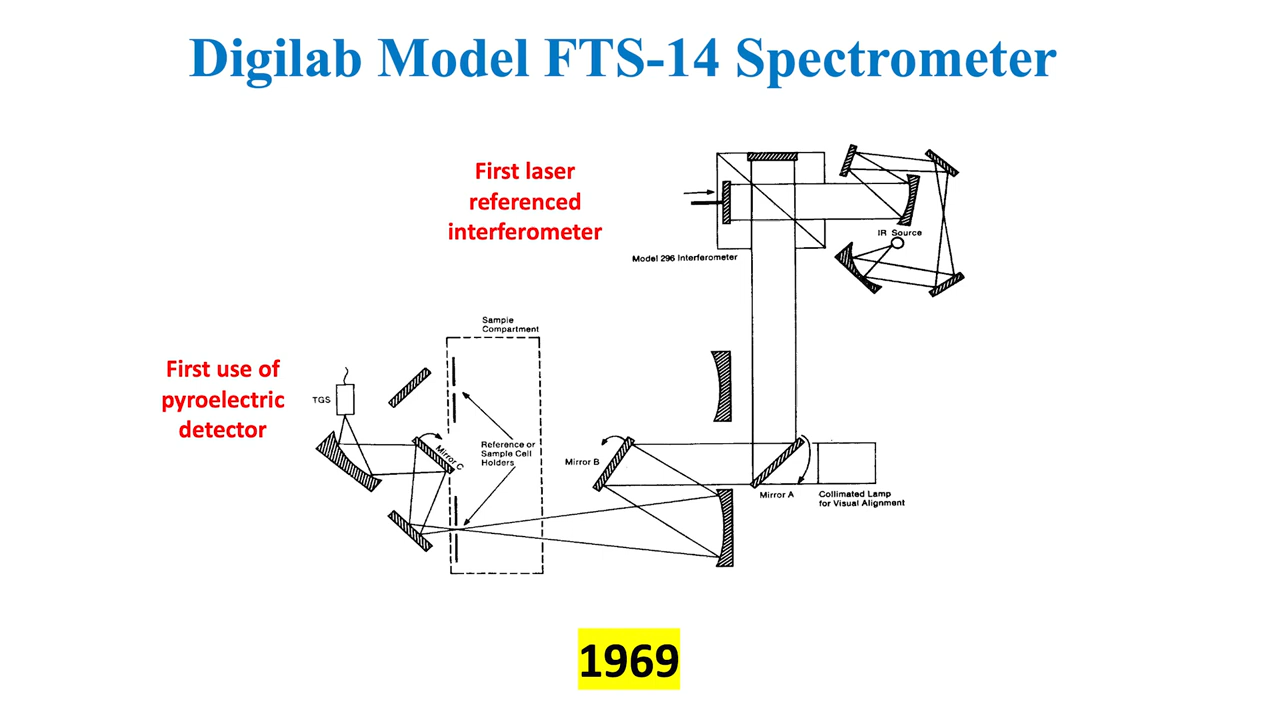 Digilab Model FTS-14 Spectrometer
First laser
referenced
interferometer
IR Source
Model 296 Interferometer
Sample
Compartment
First use of
pyroelectric
detector
TGS
Mirror C
Reference or
Sample Cell
Holders
Mirror B
Mirror A
Collimated Lamp
for Visual Alignment
1969